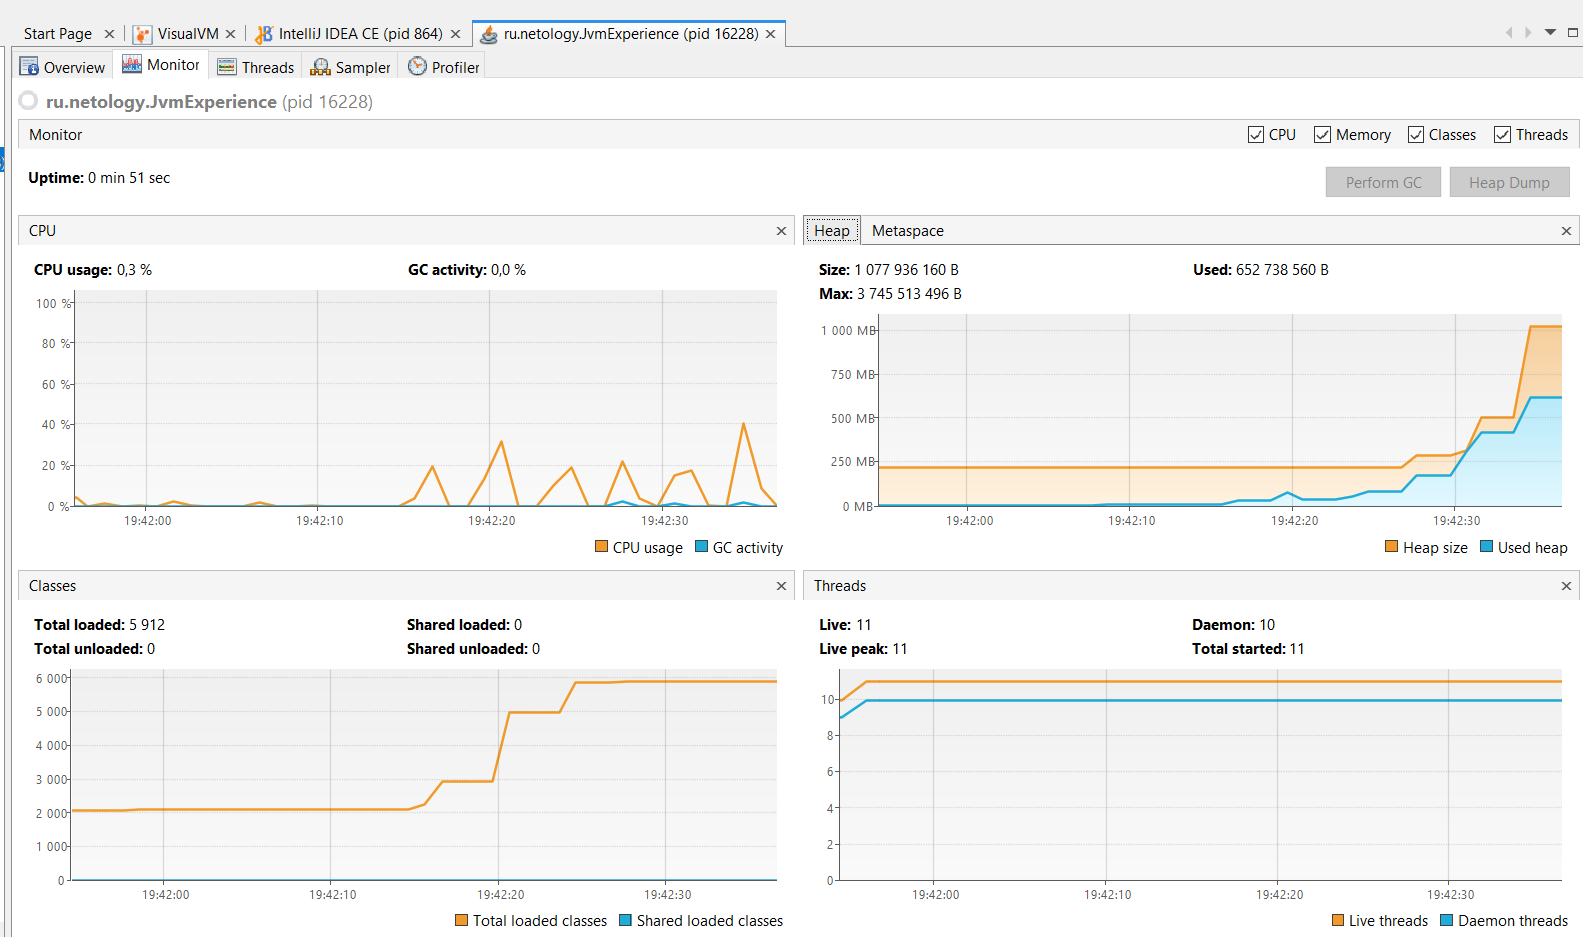 Start Page VisualVM IntelliJ IDEA CE (pid 864) ru.netology.JvmExperience (pid 16228)
Overview Monitor Threads Sampler Profiler
ru.netology.JvmExperience (pid 16228)
Monitor CPU Memory Classes Threads
Uptime: 0 min 51 sec
Perform GC Heap Dump
CPU
CPU usage: 0,3 % GC activity: 0,0 %
100 %
80 %
60 %
40 %
20 %
0 %
19:42:00 19:42:10 19:42:20 19:42:30
CPU usage GC activity
Heap Metaspace
Size: 1 077 936 160 B Used: 652 738 560 B
Max: 3 745 513 496 B
1 000 MB
750 MB
500 MB
250 MB
0 MB
19:42:00 19:42:10 19:42:20 19:42:30
Heap size Used heap
Classes
Total loaded: 5 912 Shared loaded: 0
Total unloaded: 0 Shared unloaded: 0
6 000
5 000
4 000
3 000
2 000
1 000
0
19:42:00 19:42:10 19:42:20 19:42:30
Total loaded classes Shared loaded classes
Threads
Live: 11 Daemon: 10
Live peak: 11 Total started: 11
10
8
6
4
2
0
19:42:00 19:42:10 19:42:20 19:42:30
Live threads Daemon threads